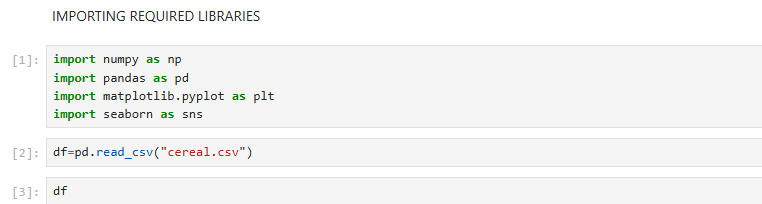 IMPORTING REQUIRED LIBRARIES
[1]: import numpy as np
import pandas as pd
import matplotlib.pyplot as plt
import seaborn as sns
[2]: df=pd.read_csv("cereal.csv")
[3]: df